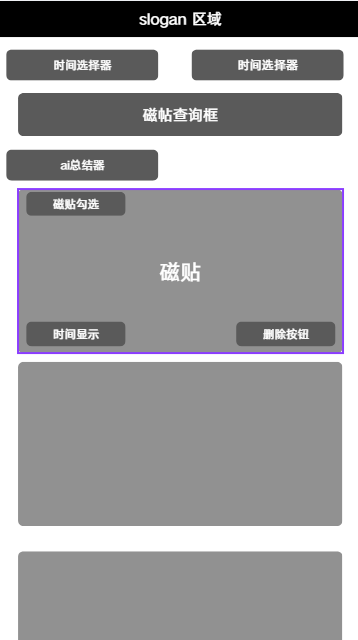 slogan 区域
时间选择器
时间选择器
磁帖查询框
ai总结器
磁贴勾选
磁贴
时间显示
删除按钮